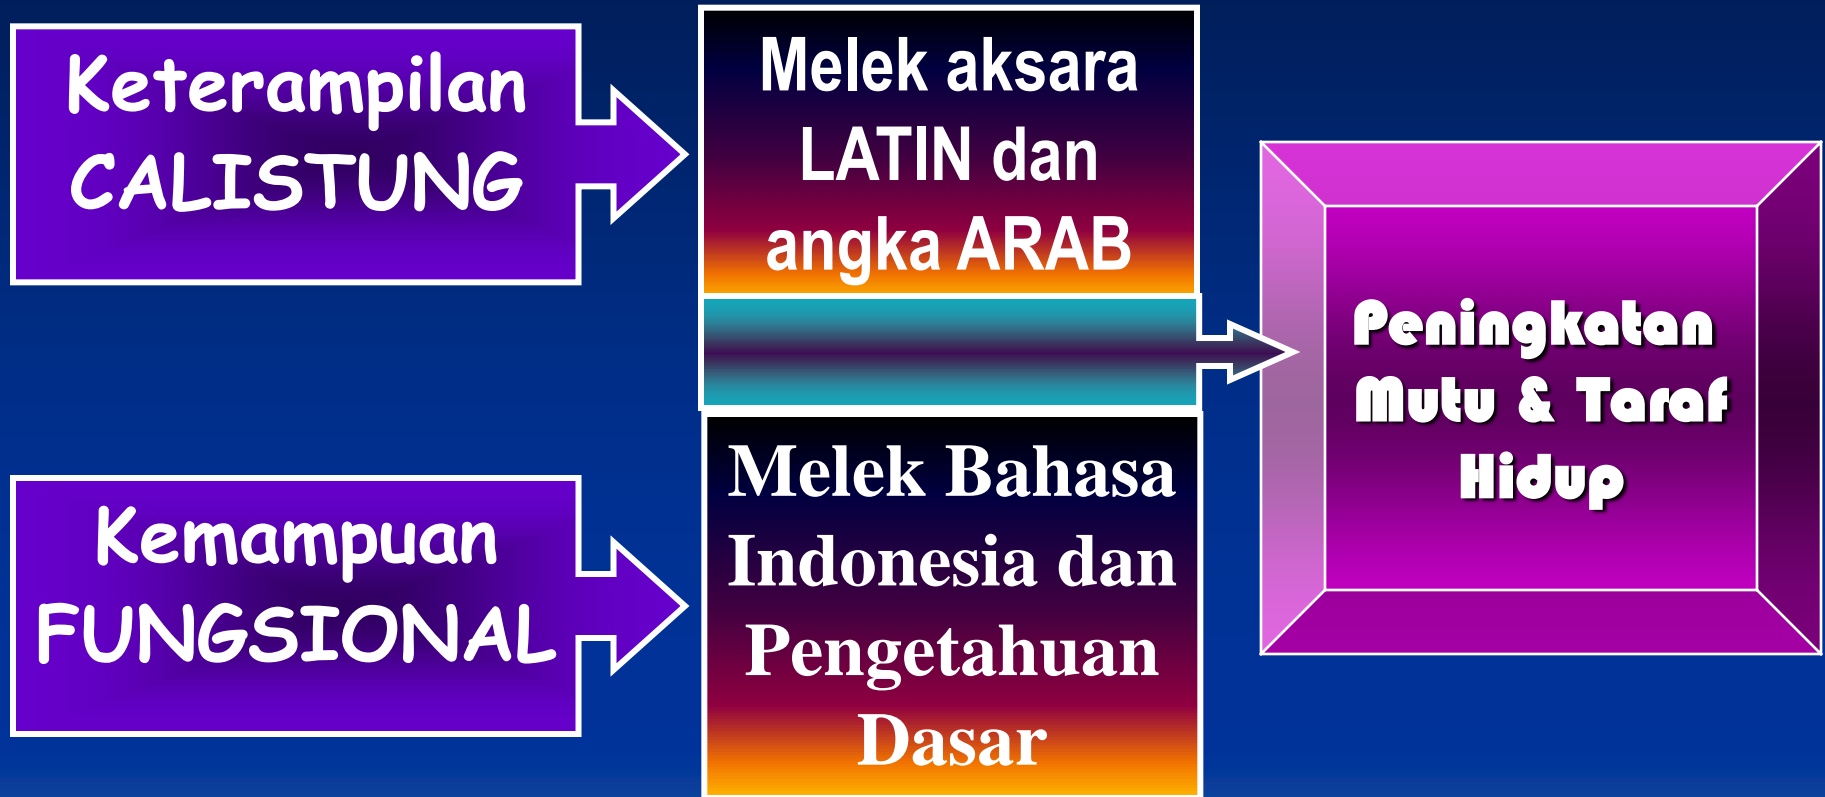 Keterampilan
CALISTUNG
Melek aksara
LATIN dan
angka ARAB
Kemampuan
FUNGSIONAL
Melek Bahasa
Indonesia dan
Pengetahuan
Dasar
Peningkatan
Mutu & Taraf
Hidup